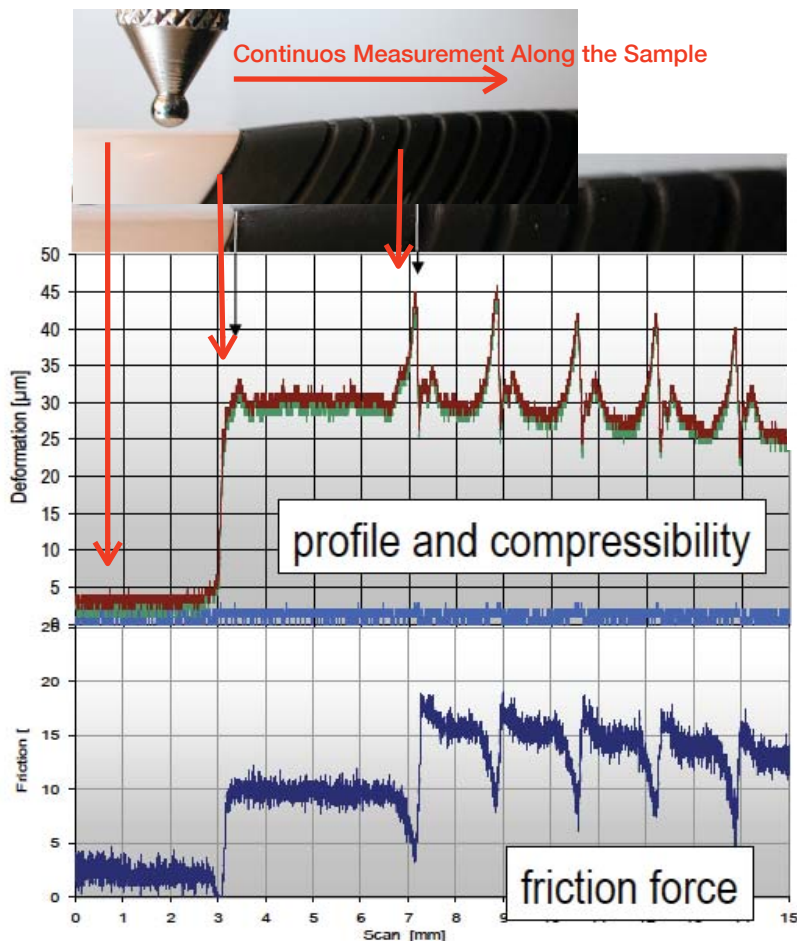 Continuos Measurement Along the Sample
50
45
40
35
30
25
20
15
10
5
Deformation [µm]
profile and compressibility
20
15
10
5
0
Friction [
friction force
0 1 2 3 4 5 6 7 8 9 15
Scan [mm]